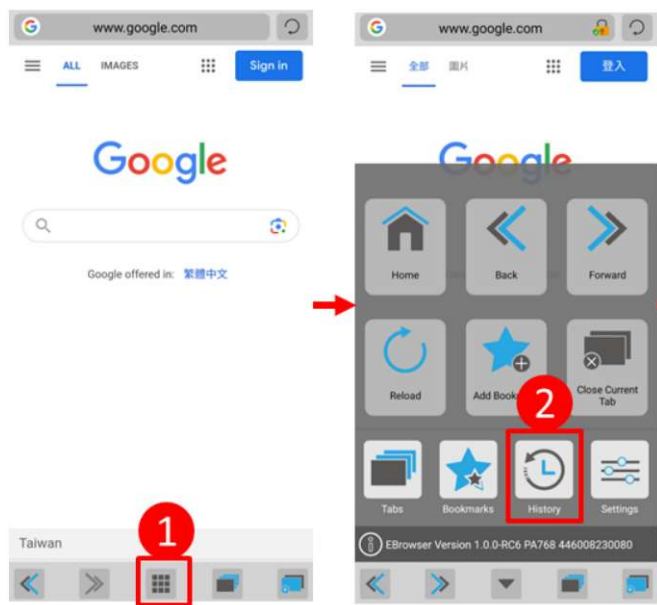 www.google.com
ALL IMAGES Sign in
Google
Google offered in: 繁體中文
Taiwan
1
www.google.com
全部 圖片 登入
Google
Home Back Forward
Reload Add Book Close Current
Tab
2
Tabs Bookmarks History Settings
EBrowser Version 1.0.0-RC6 PA768 446008230080